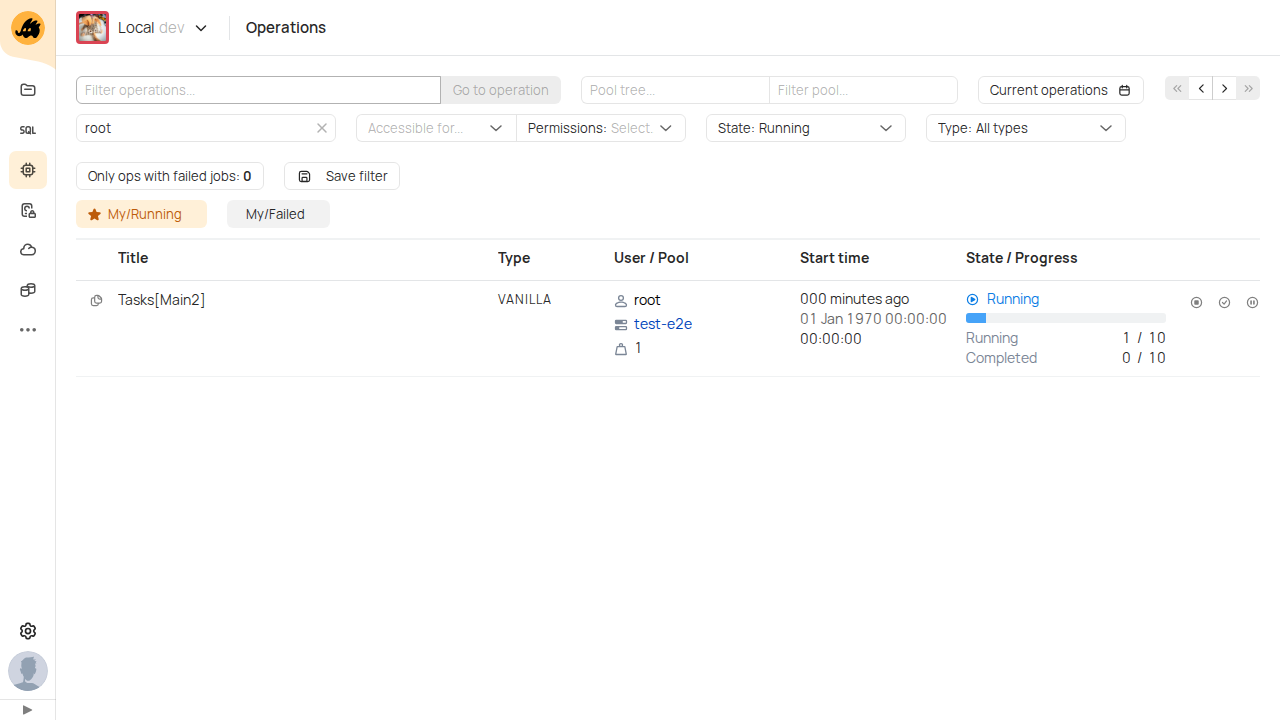 Local dev
Operations
Filter operations...
Go to operation
Pool tree...
Filter pool...
Current operations
SQL
root
Accessible for...
Permissions: Select.
State: Running
Type: All types
Only ops with failed jobs: 0
Save filter
My/Running
My/Failed
Title
Type
User / Pool
Start time
State / Progress
Tasks[Main2]
VANILLA
root
test-e2e
1
000 minutes ago
01 Jan 1970 00:00:00
00:00:00
Running
Running 1 / 10
Completed 0 / 10